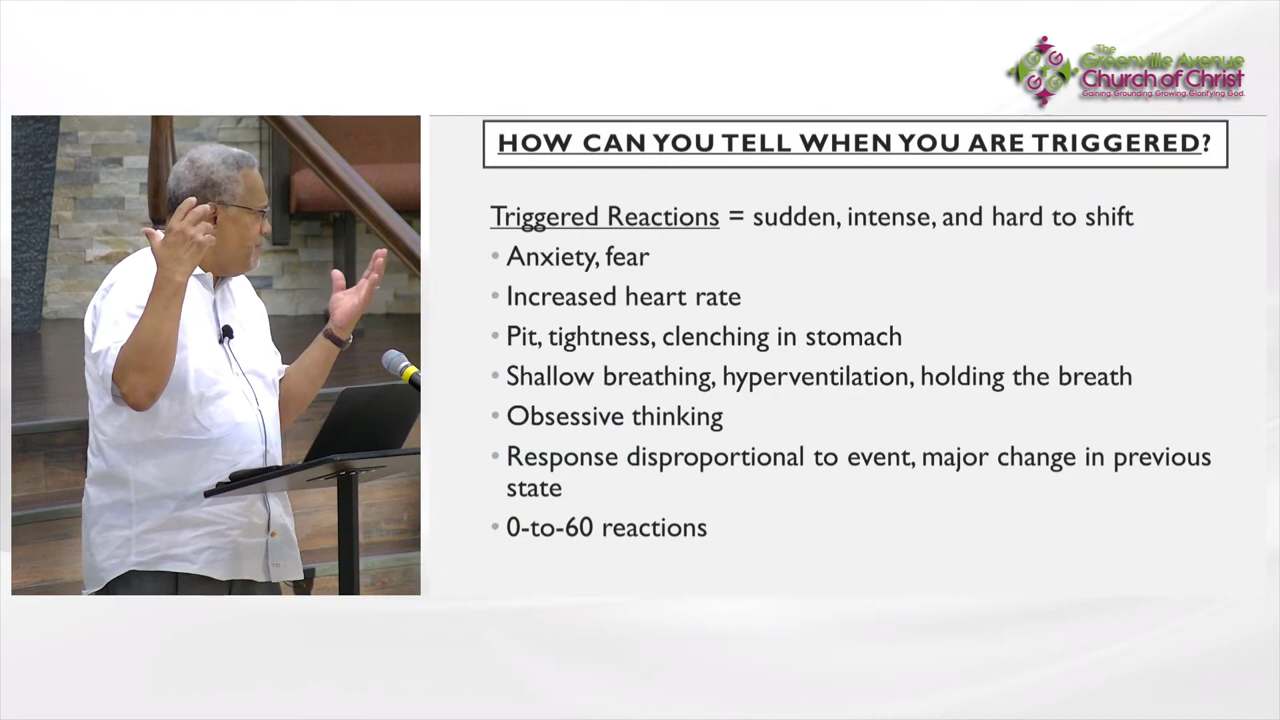 The
Greenville Avenue
Church of Christ
Gaining. Grounding. Growing. Glorifying God.
HOW CAN YOU TELL WHEN YOU ARE TRIGGERED?
Triggered Reactions = sudden, intense, and hard to shift
• Anxiety, fear
• Increased heart rate
• Pit, tightness, clenching in stomach
• Shallow breathing, hyperventilation, holding the breath
• Obsessive thinking
• Response disproportional to event, major change in previous
state
• 0-to-60 reactions